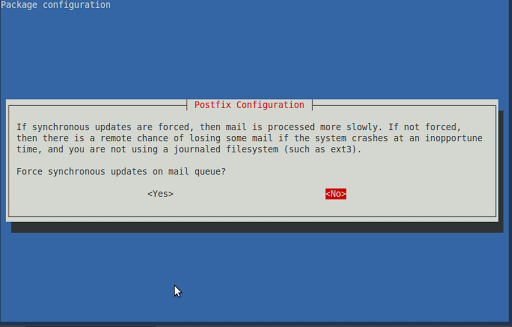 Package configuration
Postfix Configuration
If synchronous updates are forced, then mail is processed more slowly. If not forced,
then there is a remote chance of losing some mail if the system crashes at an inopportune
time, and you are not using a journaled filesystem (such as ext3).
Force synchronous updates on mail queue?
<Yes> <No>